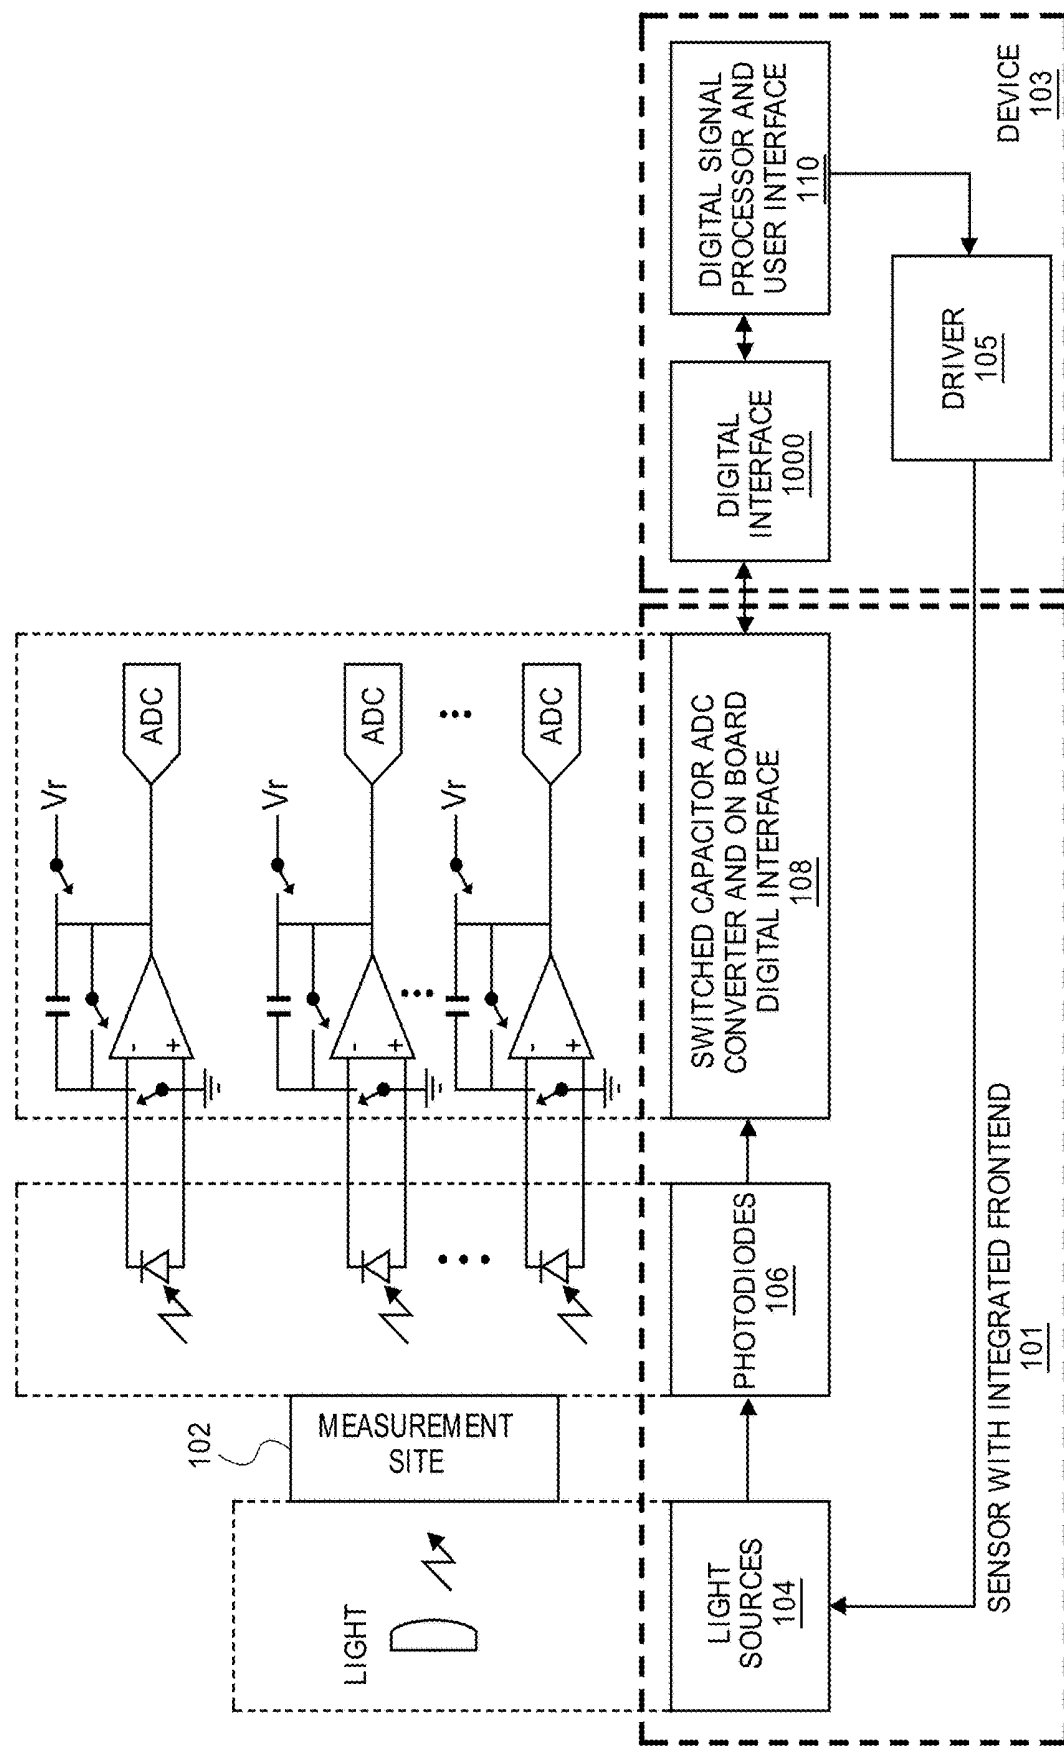 LIGHT
102
MEASUREMENT
SITE
-
+
Vr
ADC
-
+
Vr
ADC
-
+
Vr
ADC
LIGHT
SOURCES
104
PHOTODIODES
106
SWITCHED CAPACITOR ADC
CONVERTER AND ON BOARD
DIGITAL INTERFACE
108
DIGITAL
INTERFACE
1000
DIGITAL SIGNAL
PROCESSOR AND
USER INTERFACE
110
DRIVER
105
DEVICE
103
SENSOR WITH INTEGRATED FRONTEND
101